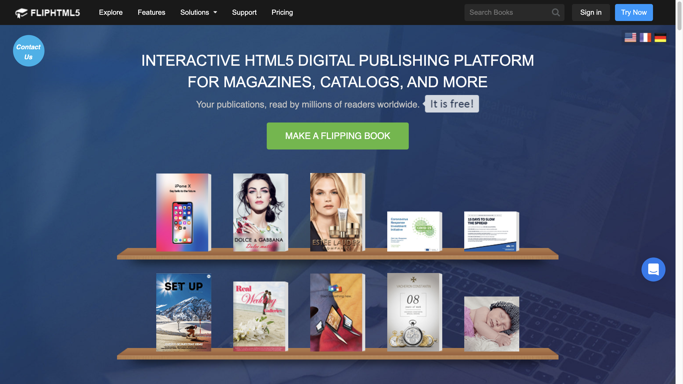 FLIPHTML5
Explore
Features
Solutions
Support
Pricing
Search Books
Sign in
Try Now
Contact
Us
INTERACTIVE HTML5 DIGITAL PUBLISHING PLATFORM
FOR MAGAZINES, CATALOGS, AND MORE
Your publications, read by millions of readers worldwide.
It is free!
MAKE A FLIPPING BOOK
iPhone X
DOLCE & GABBANA
ESTĒE LAUDER
SET UP
Real
Wedding
08